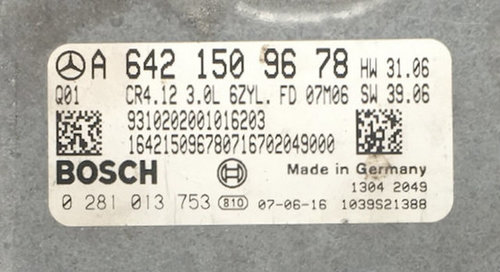 A 642 150 96 78 HW 31.06
Q01 CR4.12 3.0L 6ZYL. FD 07M06 SW 39.06
9310202001016203
164215096780716702049000
BOSCH Made in Germany
1304 2049
0 281 013 753 810 07-06-16 1039S21388